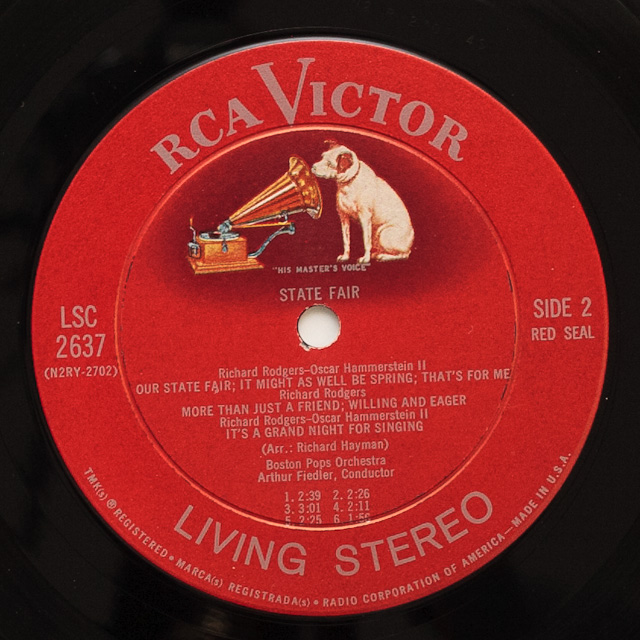 RCA VICTOR
"HIS MASTER'S VOICE"
STATE FAIR
LSC
2637
(N2RY-2702)
SIDE 2
RED SEAL
Richard Rodgers-Oscar Hammerstein II
OUR STATE FAIR; IT MIGHT AS WELL BE SPRING; THAT'S FOR ME
Richard Rodgers
MORE THAN JUST A FRIEND; WILLING AND EAGER
Richard Rodgers-Oscar Hammerstein II
IT'S A GRAND NIGHT FOR SINGING
(Arr.: Richard Hayman)
Boston Pops Orchestra
Arthur Fiedler, Conductor
1. 2:39 2. 2:26
3. 3:01 4. 2:11
5. 2:25 6. 1:56
LIVING STEREO
TMK(s) ® REGISTERED • MARCA(s) REGISTRADA(s) • RADIO CORPORATION OF AMERICA—MADE IN U.S.A.